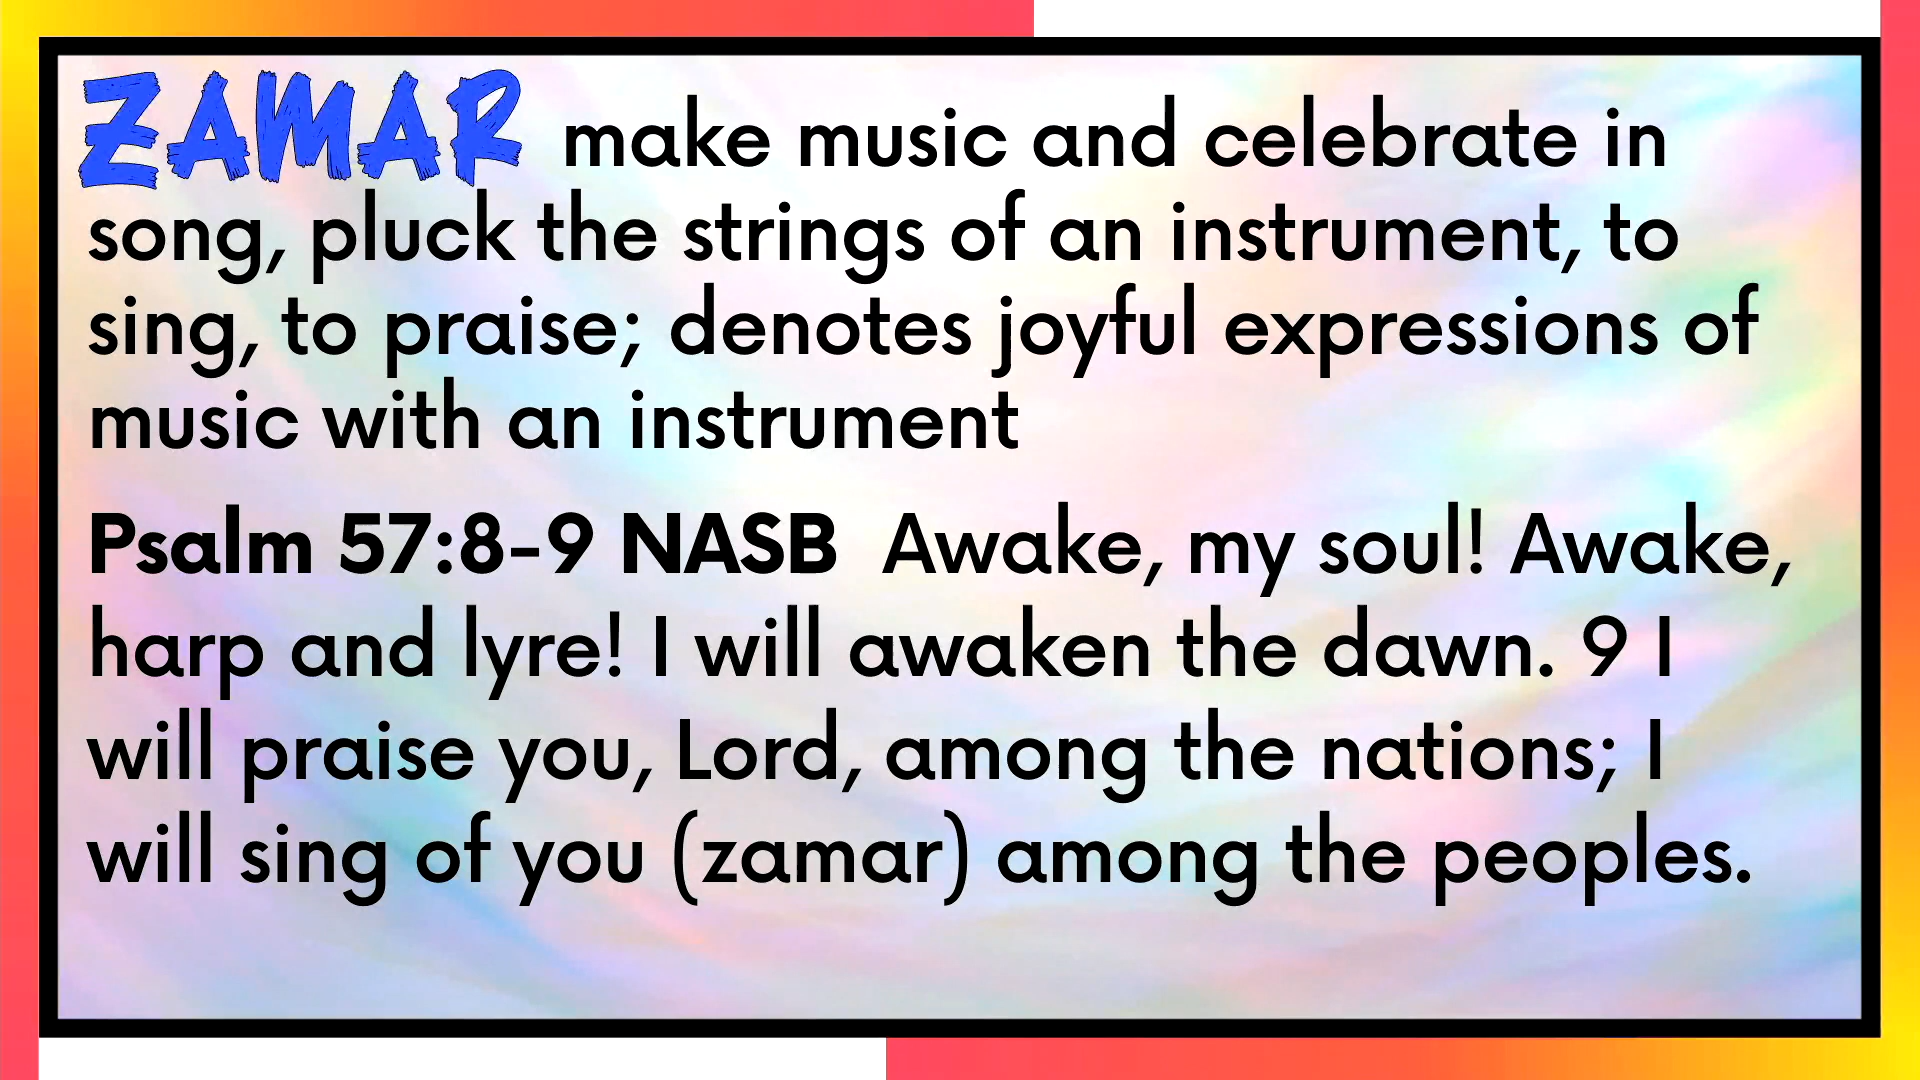 ZAMAR make music and celebrate in
song, pluck the strings of an instrument, to
sing, to praise; denotes joyful expressions of
music with an instrument
Psalm 57:8-9 NASB Awake, my soul! Awake,
harp and lyre! I will awaken the dawn. 9 I
will praise you, Lord, among the nations; I
will sing of you (zamar) among the peoples.